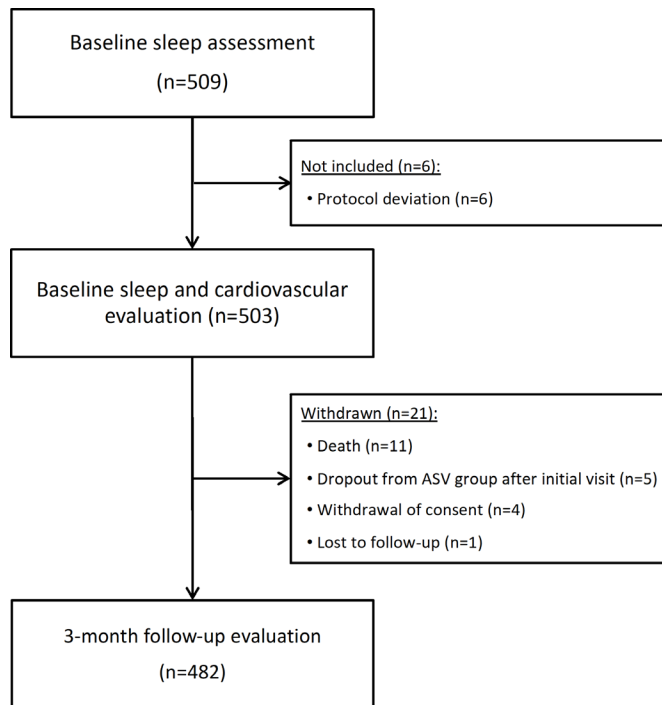 Baseline sleep assessment
(n=509)
Not included (n=6):
• Protocol deviation (n=6)
Baseline sleep and cardiovascular
evaluation (n=503)
Withdrawn (n=21):
• Death (n=11)
• Dropout from ASV group after initial visit (n=5)
• Withdrawal of consent (n=4)
• Lost to follow-up (n=1)
3-month follow-up evaluation
(n=482)